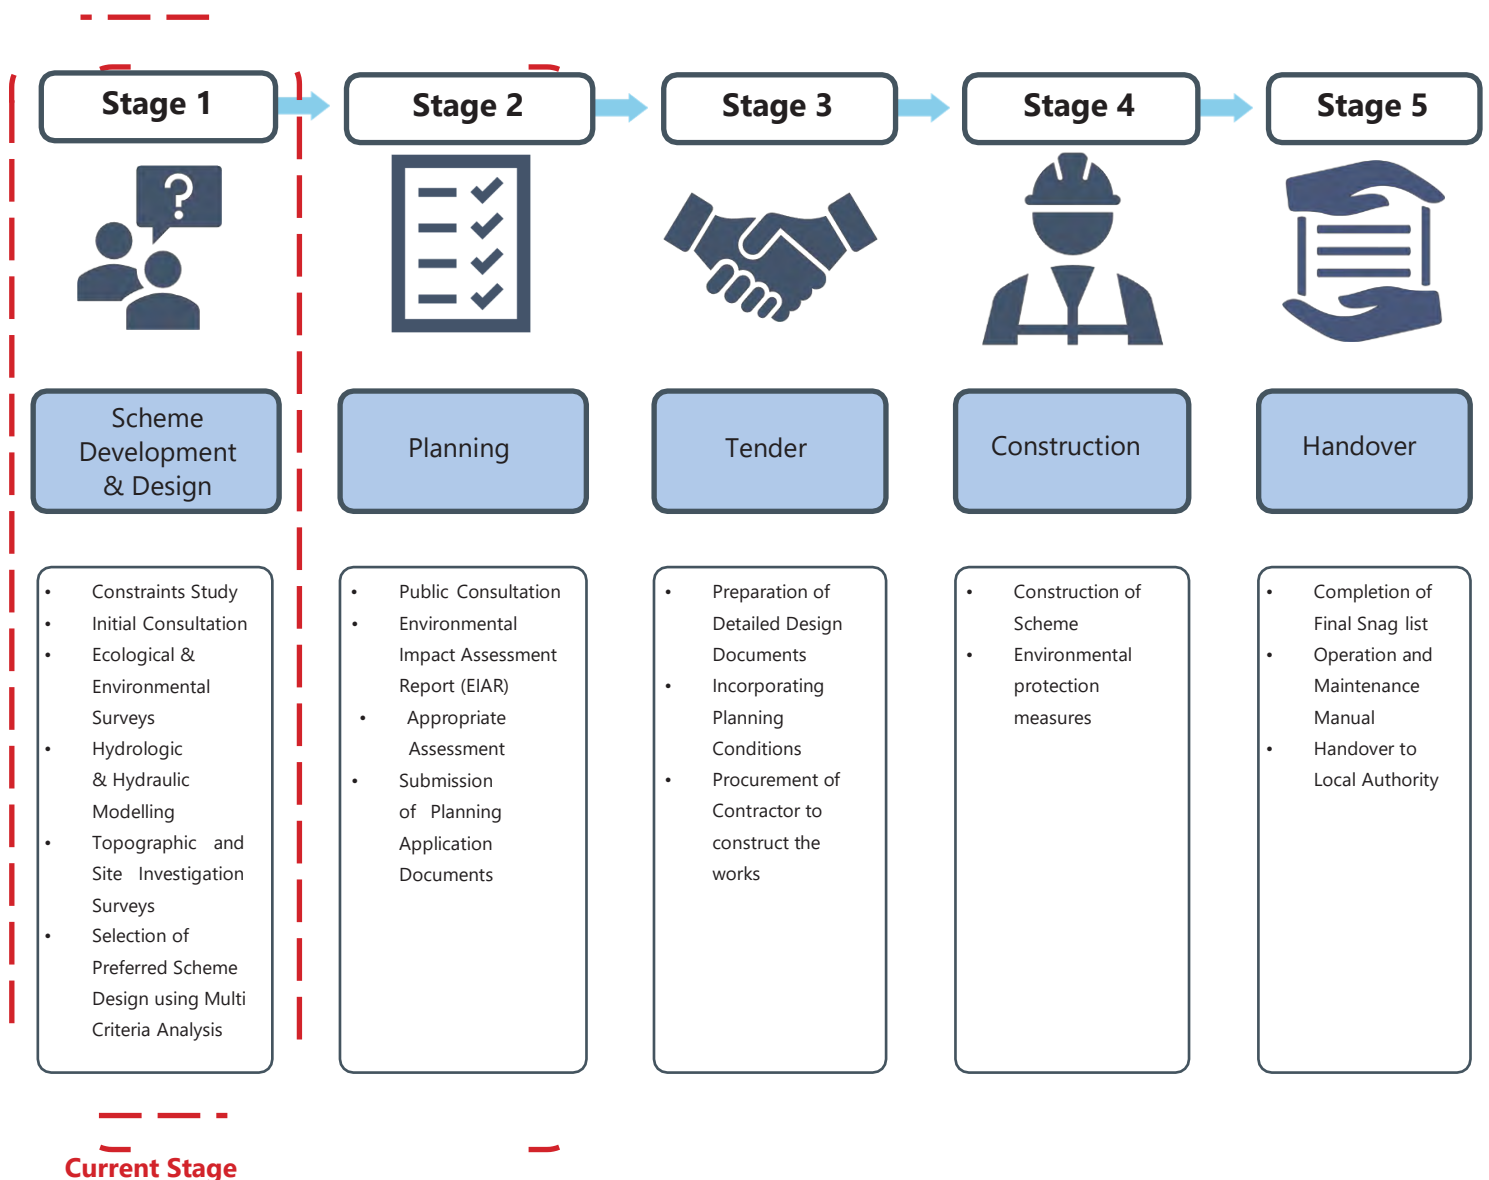 Stage 1
Stage 2
Stage 3
Stage 4
Stage 5
?
Scheme
Development
& Design
Planning
Tender
Construction
Handover
• Constraints Study
• Initial Consultation
• Ecological &
Environmental
Surveys
• Hydrologic
& Hydraulic
Modelling
• Topographic and
Site Investigation
Surveys
• Selection of
Preferred Scheme
Design using Multi
Criteria Analysis
• Public Consultation
• Environmental
Impact Assessment
Report (EIAR)
• Appropriate
Assessment
• Submission
of Planning
Application
Documents
• Preparation of
Detailed Design
Documents
• Incorporating
Planning
Conditions
• Procurement of
Contractor to
construct the
works
• Construction of
Scheme
• Environmental
protection
measures
• Completion of
Final Snag list
• Operation and
Maintenance
Manual
• Handover to
Local Authority
Current Stage